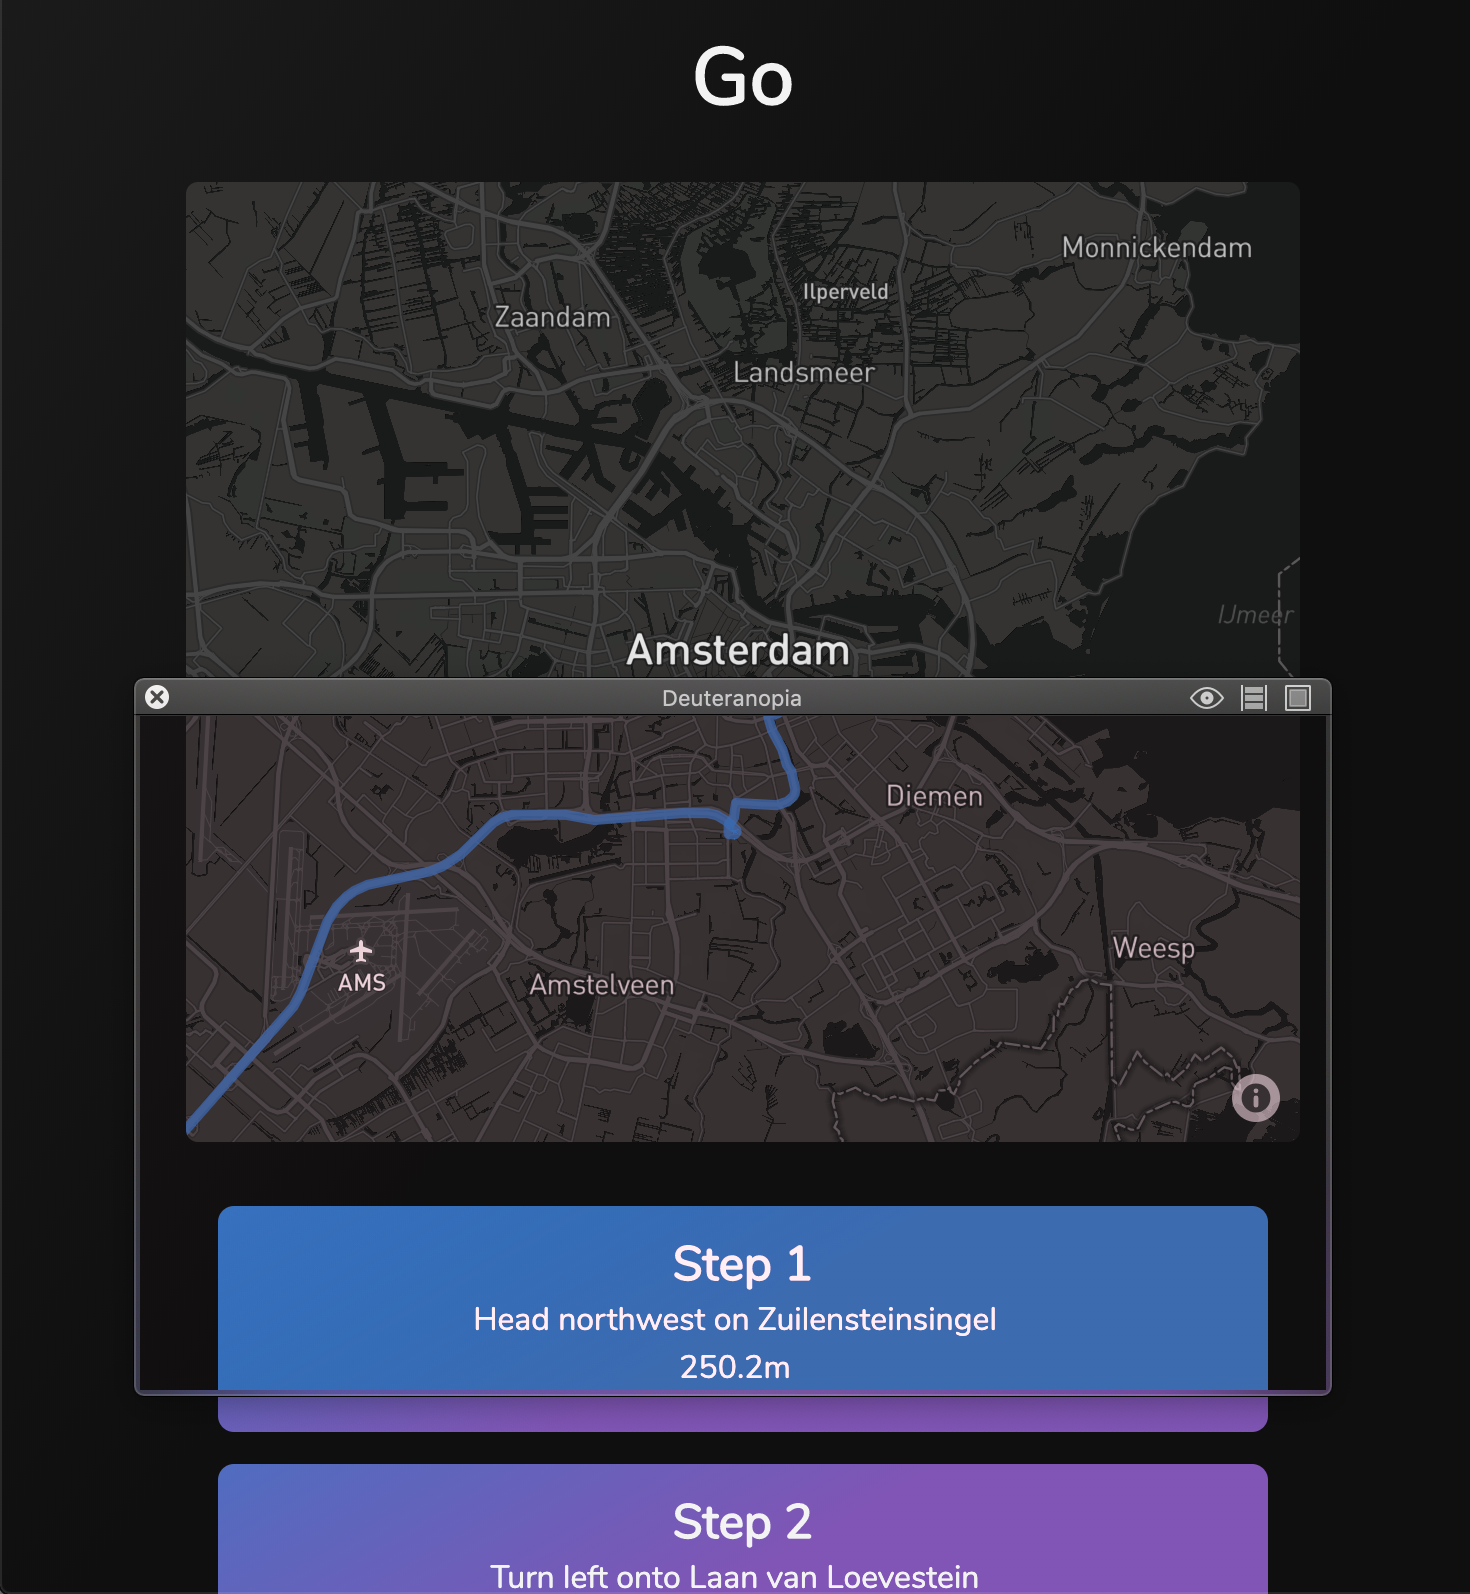 Go
Monnickendam
Ilperveld
Zaandam
Landsmeer
IJmeer
Amsterdam
Deuteranopia
Diemen
Weesp
AMS
Amstelveen
Step 1
Head northwest on Zuilensteinsingel
250.2m
Step 2
Turn left onto Laan van Loevestein